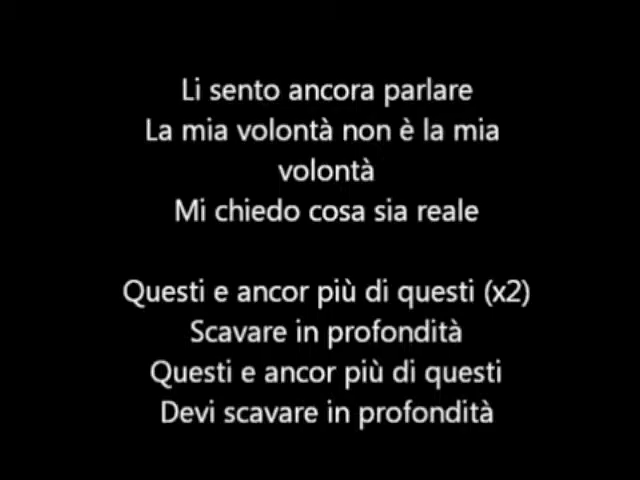 Li sento ancora parlare
La mia volontà non è la mia
volontà
Mi chiedo cosa sia reale
Questi e ancor più di questi (x2)
Scavare in profondità
Questi e ancor più di questi
Devi scavare in profondità